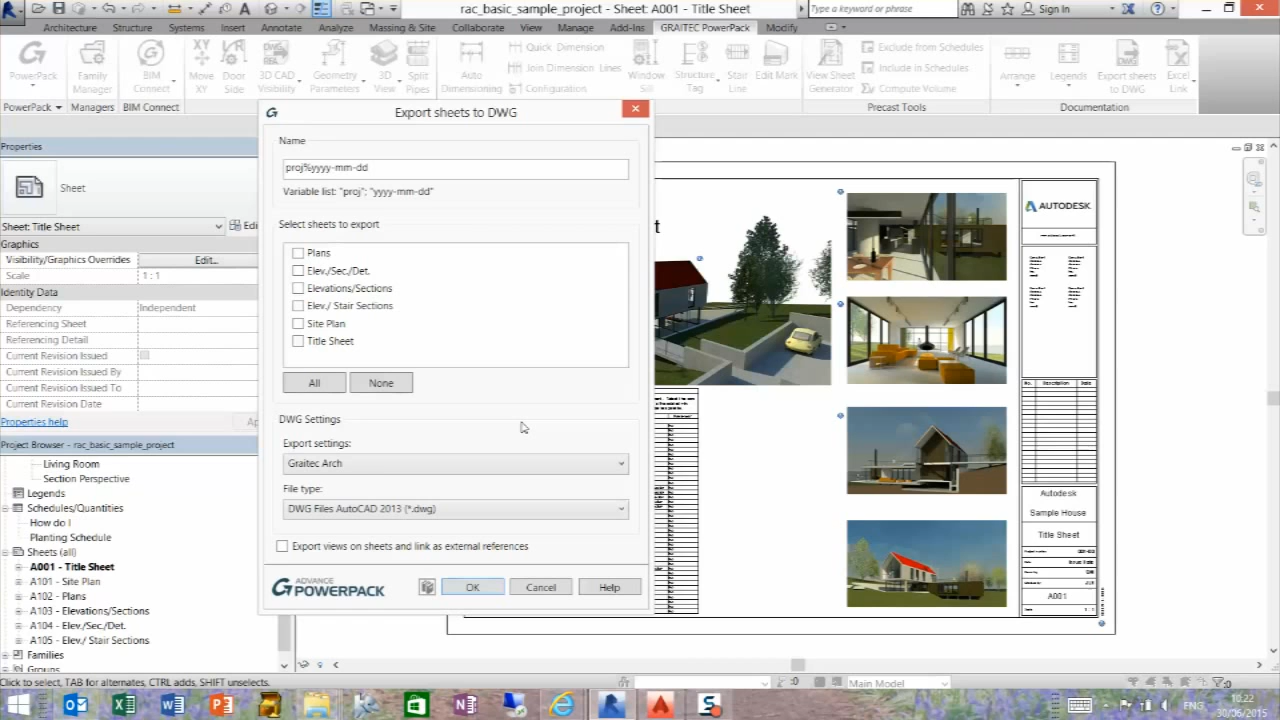 rac_basic_sample_project - Sheet: A001 - Title Sheet
Type a keyword or phrase
Sign In
Architecture Structure Systems Insert Annotate Analyze Massing & Site Collaborate View Manage Add-Ins GRAITEC PowerPack Modify
PowerPack
Family Manager
BIM Connect
Move XY
Room Side
3D CAD Visibility
Geometry Parameters
3D View
Split Pipes
Auto Dimensioning
Quick Dimension
Join Dimension Lines
Configuration
Window Sill
Structure Tag
Stair Line
Edit Mark
View Sheet Generator
Exclude from Schedules
Include in Schedules
Compute Volume
Arrange
Legends
Export sheets to DWG
Excel Link
PowerPack Managers BIM Connect Precast Tools Documentation
Export sheets to DWG
Name
proj%yyyy-mm-dd
Variable list: "proj"; "yyyy-mm-dd"
Select sheets to export
Plans
Elev./Sec./Det.
Elevations/Sections
Elev./ Stair Sections
Site Plan
Title Sheet
All None
DWG Settings
Export settings:
Graitec Arch
File type:
DWG Files AutoCAD 2013 (*.dwg)
Export views on sheets and link as external references
ADVANCE
POWERPACK
OK Cancel Help
Properties
Sheet
Sheet: Title Sheet
Edi
Graphics
Visibility/Graphics Overrides Edit...
Scale 1 : 1
Identity Data
Dependency Independent
Referencing Sheet
Referencing Detail
Current Revision Issued
Current Revision Issued By
Current Revision Issued To
Current Revision Date
Properties help Ap
Project Browser - rac_basic_sample_project
Living Room
Section Perspective
Legends
Schedules/Quantities
How do I
Planting Schedule
Sheets (all)
A001 - Title Sheet
A101 - Site Plan
A102 - Plans
A103 - Elevations/Sections
A104 - Elev./Sec./Det.
A105 - Elev./ Stair Sections
Families
Groups
t
AUTODESK
No. Description Date
Autodesk
Sample House
Title Sheet
A001
Click to select, TAB for alternates, CTRL adds, SHIFT unselects.
:0
Main Model
:0
ENG
10:22
30/06/2015